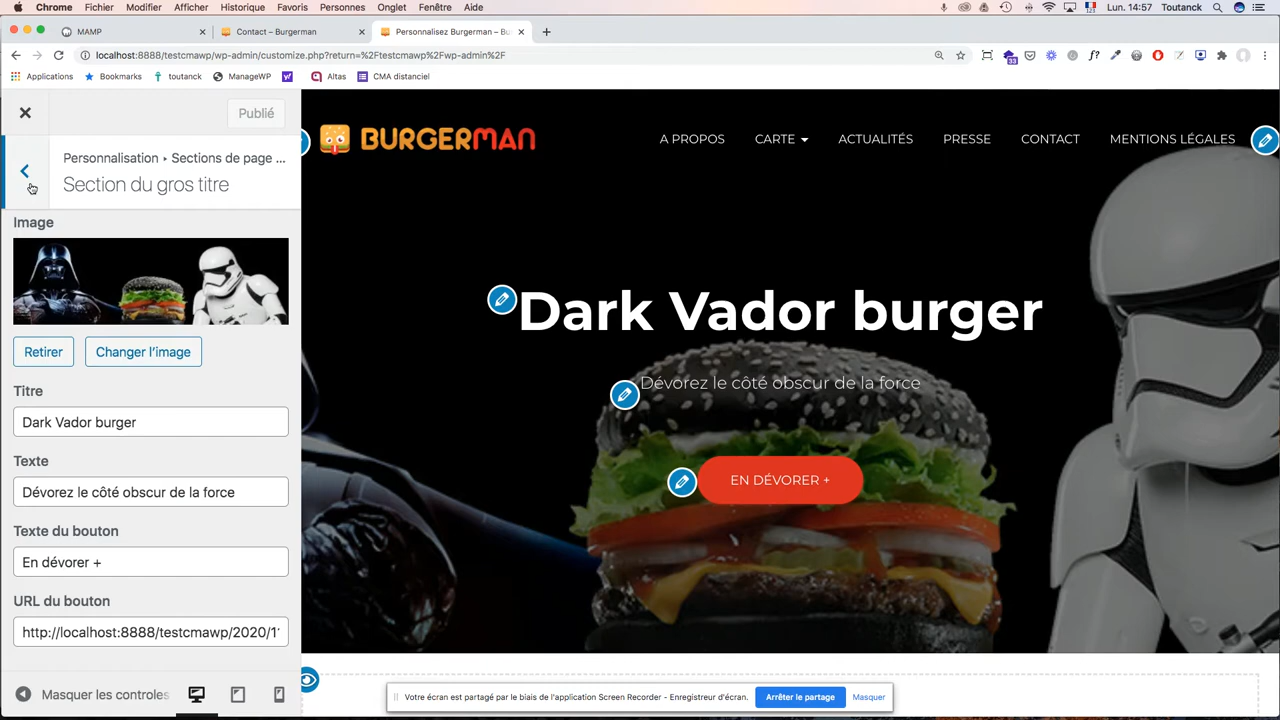 Chrome Fichier Modifier Afficher Historique Favoris Personnes Onglet Fenêtre Aide
Lun. 14:57 Toutanck
MAMP
Contact – Burgerman
Personnalisez Burgerman – Bu
localhost:8888/testcmawp/wp-admin/customize.php?return=%2Ftestcmawp%2Fwp-admin%2F
33
f?
Applications Bookmarks toutanck ManageWP Altas CMA distanciel
Publié
Personnalisation ▸ Sections de page ...
Section du gros titre
Image
Retirer
Changer l'image
Titre
Dark Vador burger
Texte
Dévorez le côté obscur de la force
Texte du bouton
En dévorer +
URL du bouton
http://localhost:8888/testcmawp/2020/1
Masquer les controles
BURGERMAN
A PROPOS CARTE ACTUALITÉS PRESSE CONTACT MENTIONS LÉGALES
Dark Vador burger
Dévorez le côté obscur de la force
EN DÉVORER +
Votre écran est partagé par le biais de l'application Screen Recorder - Enregistreur d'écran.
Arrêter le partage
Masquer